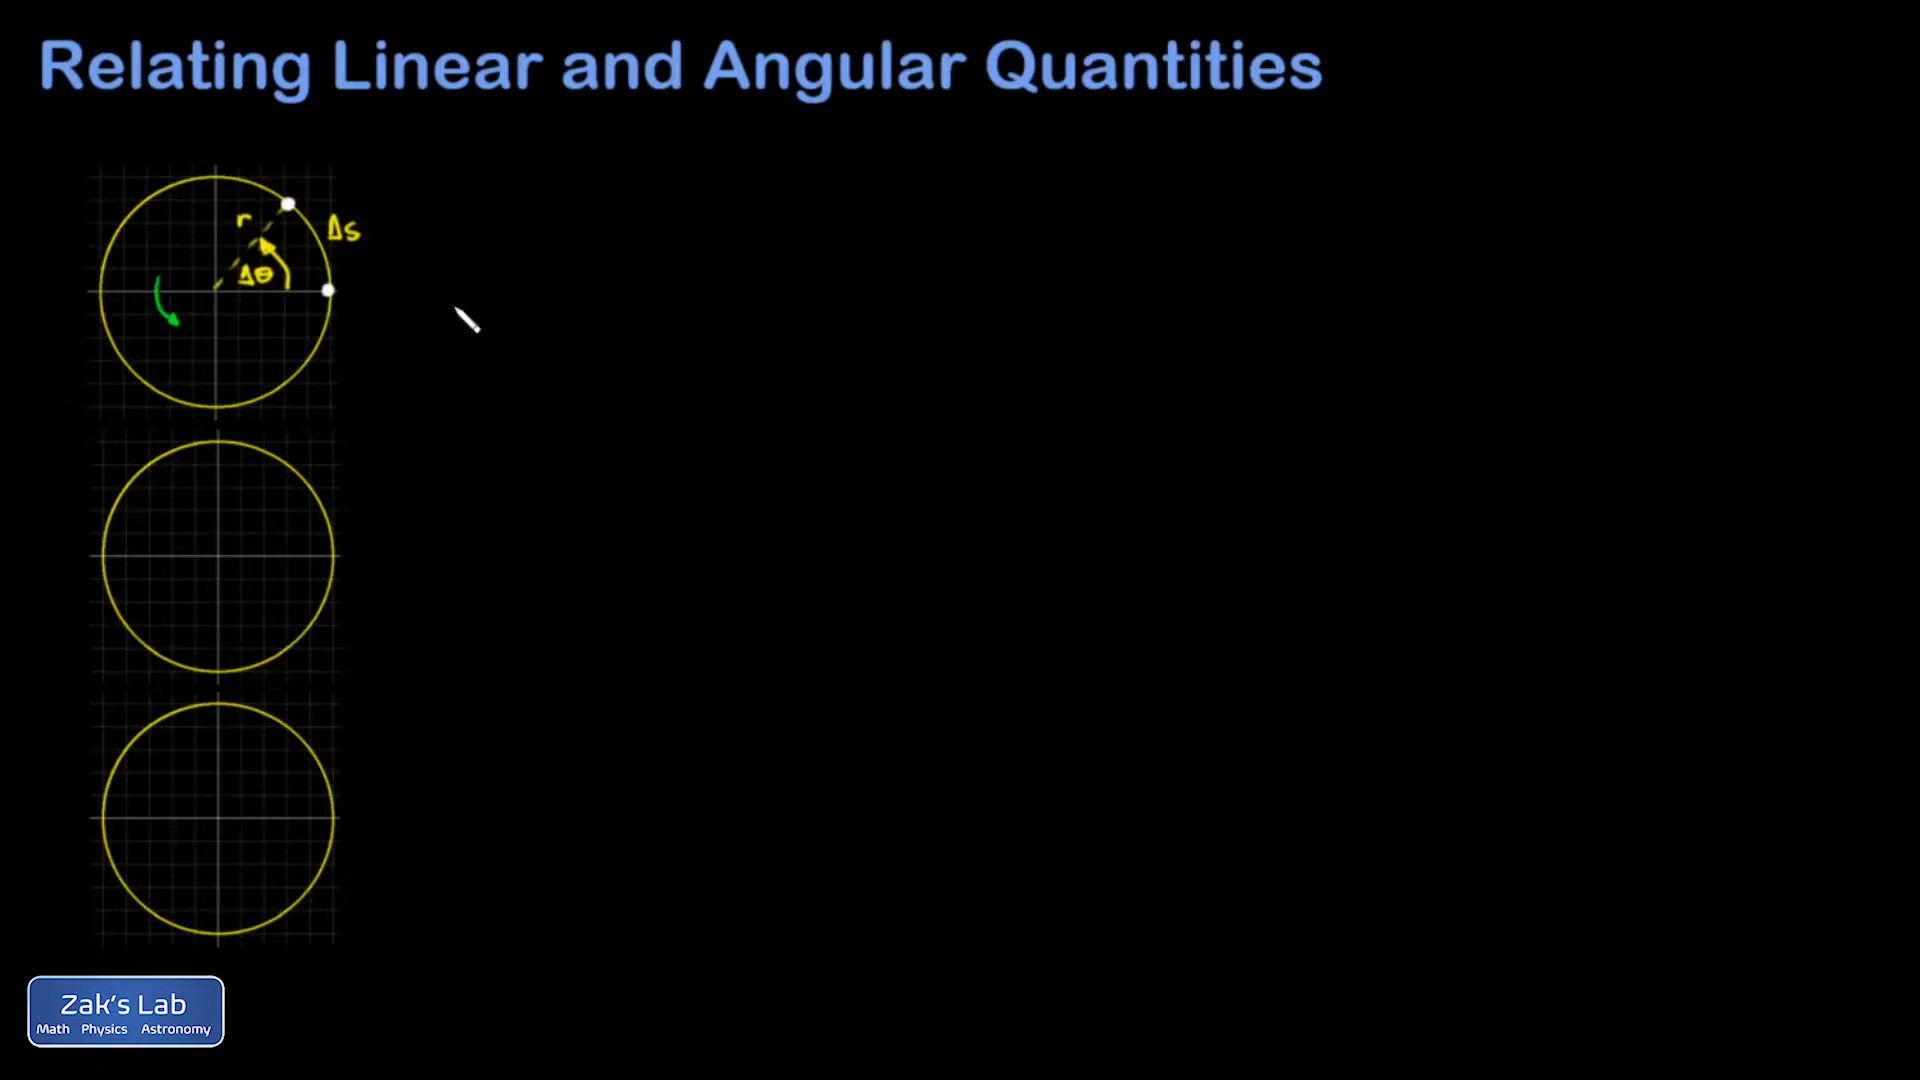 Relating Linear and Angular Quantities
r
Δs
Δθ
Zak's Lab
Math Physics Astronomy